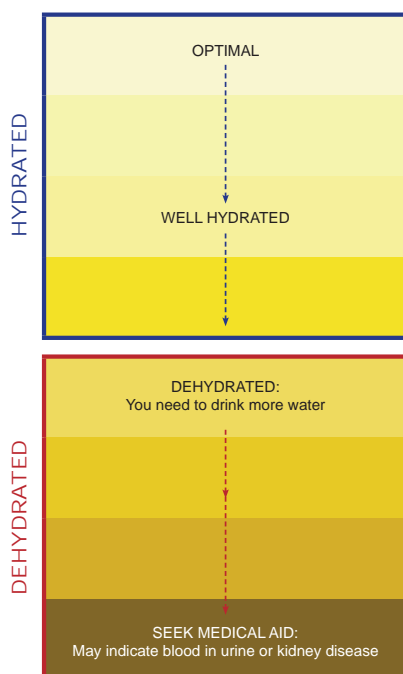 HYDRATED
OPTIMAL
WELL HYDRATED
DEHYDRATED
DEHYDRATED:
You need to drink more water
SEEK MEDICAL AID:
May indicate blood in urine or kidney disease